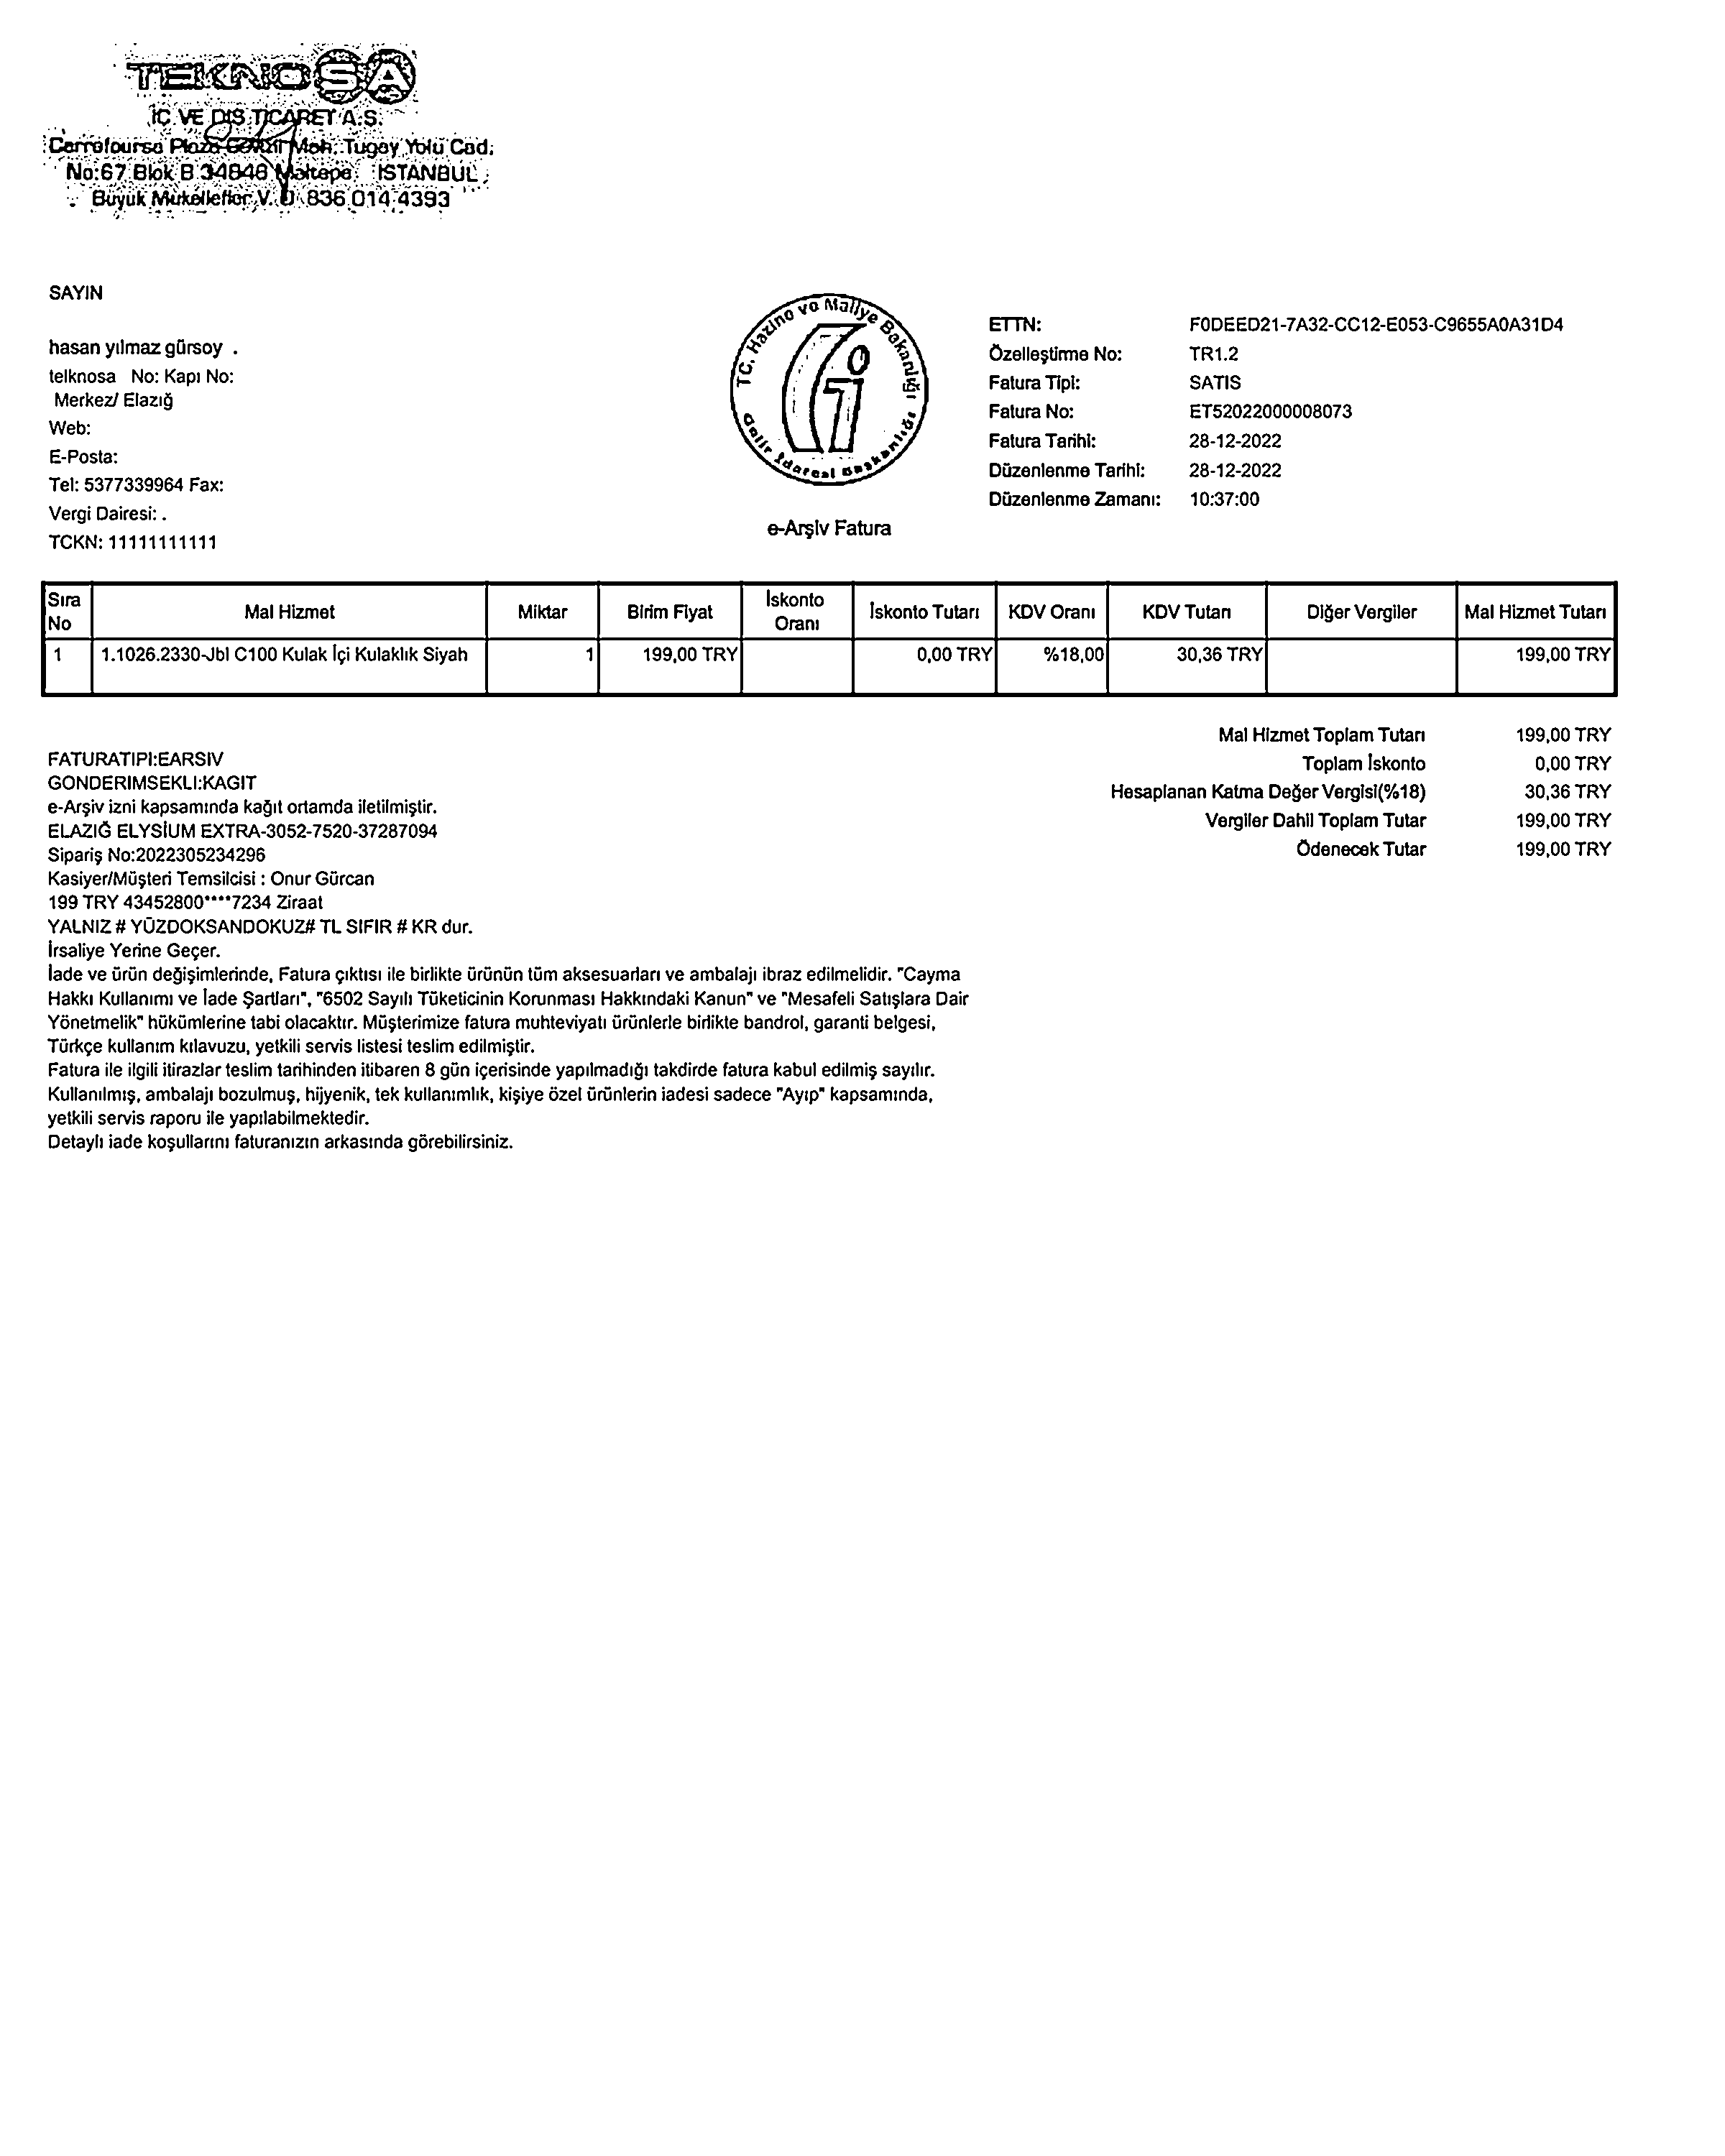 TEKNOSA
İÇ VE DIŞ TİCARET A.Ş.
Carrefoursa Plaza Mah. Tugay Yolu Cad.
No:67 Blok B 34846 Maltepe İSTANBUL
Büyük Mükellefler V. D. 836 014 4393
SAYIN
hasan yılmaz gürsoy .
telknosa No: Kapı No:
Merkez/ Elazığ
Web:
E-Posta:
Tel: 5377339964 Fax:
Vergi Dairesi: .
TCKN: 11111111111
T.C. Hazine ve Maliye Bakanlığı
Gelir İdaresi Başkanlığı
e-Arşiv Fatura
ETTN: F0DEED21-7A32-CC12-E053-C9655A0A31D4
Özelleştirme No: TR1.2
Fatura Tipi: SATIS
Fatura No: ET52022000008073
Fatura Tarihi: 28-12-2022
Düzenlenme Tarihi: 28-12-2022
Düzenlenme Zamanı: 10:37:00
Sıra No Mal Hizmet Miktar Birim Fiyat İskonto Oranı İskonto Tutarı KDV Oranı KDV Tutarı Diğer Vergiler Mal Hizmet Tutarı
1 1.1026.2330-Jbl C100 Kulak İçi Kulaklık Siyah 1 199,00 TRY 0,00 TRY %18,00 30,36 TRY 199,00 TRY
Mal Hizmet Toplam Tutarı 199,00 TRY
Toplam İskonto 0,00 TRY
Hesaplanan Katma Değer Vergisi(%18) 30,36 TRY
Vergiler Dahil Toplam Tutar 199,00 TRY
Ödenecek Tutar 199,00 TRY
FATURATIPI:EARSIV
GONDERIMSEKLI:KAGIT
e-Arşiv izni kapsamında kağıt ortamda iletilmiştir.
ELAZIĞ ELYSİUM EXTRA-3052-7520-37287094
Sipariş No:2022305234296
Kasiyer/Müşteri Temsilcisi : Onur Gürcan
199 TRY 43452800****7234 Ziraat
YALNIZ # YÜZDOKSANDOKUZ# TL SIFIR # KR dur.
İrsaliye Yerine Geçer.
İade ve ürün değişimlerinde, Fatura çıktısı ile birlikte ürünün tüm aksesuarları ve ambalajı ibraz edilmelidir. "Cayma
Hakkı Kullanımı ve İade Şartları", "6502 Sayılı Tüketicinin Korunması Hakkındaki Kanun" ve "Mesafeli Satışlara Dair
Yönetmelik" hükümlerine tabi olacaktır. Müşterimize fatura muhteviyatı ürünlerle birlikte bandrol, garanti belgesi,
Türkçe kullanım kılavuzu, yetkili servis listesi teslim edilmiştir.
Fatura ile ilgili itirazlar teslim tarihinden itibaren 8 gün içerisinde yapılmadığı takdirde fatura kabul edilmiş sayılır.
Kullanılmış, ambalajı bozulmuş, hijyenik, tek kullanımlık, kişiye özel ürünlerin iadesi sadece "Ayıp" kapsamında,
yetkili servis raporu ile yapılabilmektedir.
Detaylı iade koşullarını faturanızın arkasında görebilirsiniz.